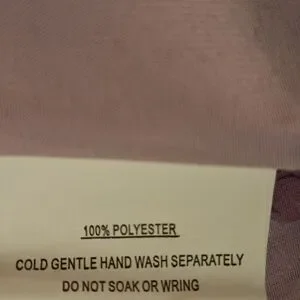 100% POLYESTER
COLD GENTLE HAND WASH SEPARATELY
DO NOT SOAK OR WRING